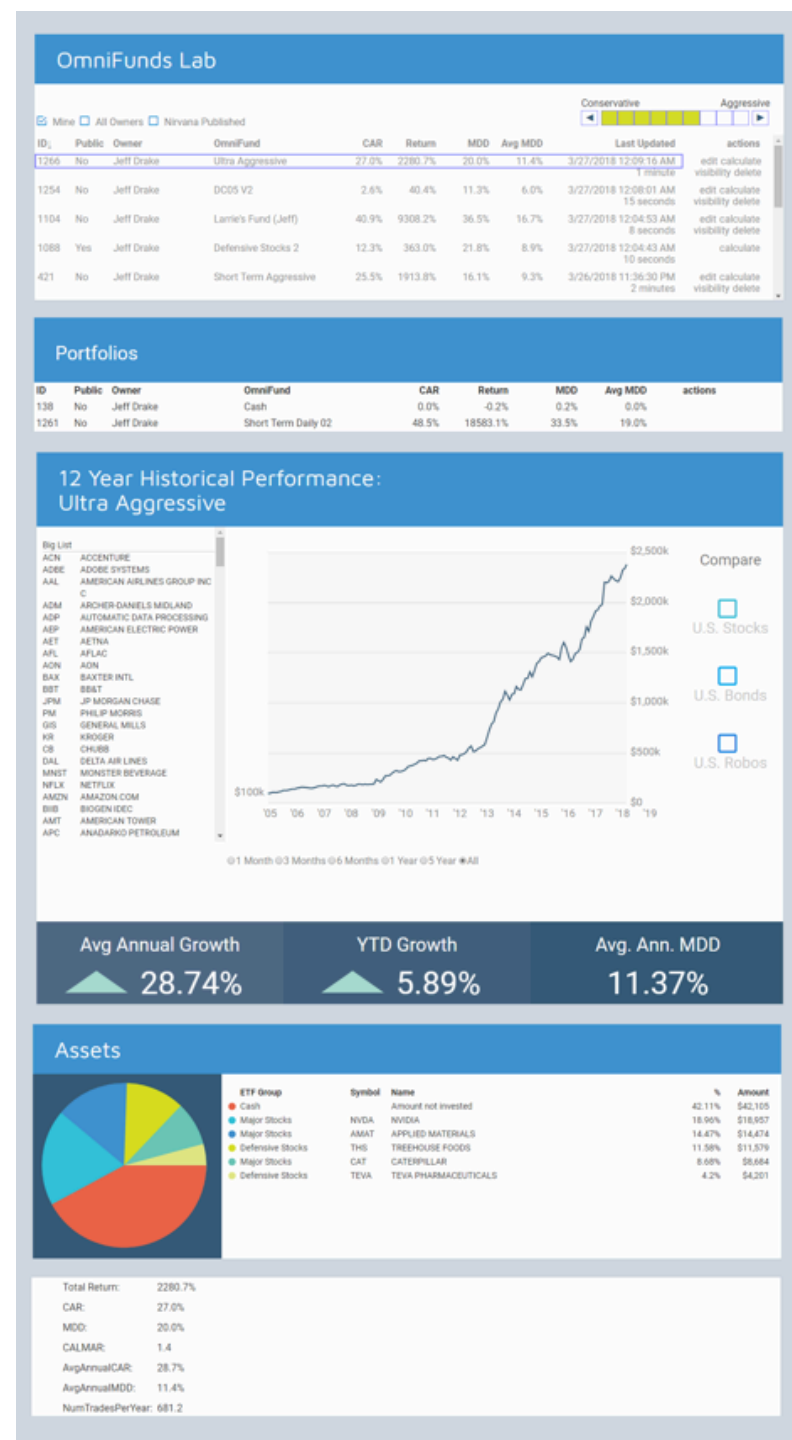 OmniFunds Lab
Conservative Aggressive
Mine All Owners Nirvana Published
ID↓ Public Owner OmniFund CAR Return MDD Avg MDD Last Updated actions
1266 No Jeff Drake Ultra Aggressive 27.0% 2280.7% 20.0% 11.4% 3/27/2018 12:09:16 AM edit calculate
1 minute visibility delete
1254 No Jeff Drake DC05 V2 2.6% 40.4% 11.3% 6.0% 3/27/2018 12:08:01 AM edit calculate
15 seconds visibility delete
1104 No Jeff Drake Larrie's Fund (Jeff) 40.9% 9308.2% 36.5% 16.7% 3/27/2018 12:04:53 AM edit calculate
8 seconds visibility delete
1088 Yes Jeff Drake Defensive Stocks 2 12.3% 363.0% 21.8% 8.9% 3/27/2018 12:04:43 AM calculate
10 seconds
421 No Jeff Drake Short Term Aggressive 25.5% 1913.8% 16.1% 9.3% 3/26/2018 11:36:30 PM edit calculate
2 minutes visibility delete
Portfolios
ID Public Owner OmniFund CAR Return MDD Avg MDD actions
138 No Jeff Drake Cash 0.0% -0.2% 0.2% 0.0%
1261 No Jeff Drake Short Term Daily 02 48.5% 18583.1% 33.5% 19.0%
12 Year Historical Performance:
Ultra Aggressive
Big List
ACN ACCENTURE
ADBE ADOBE SYSTEMS
AAL AMERICAN AIRLINES GROUP INC
C
ADM ARCHER-DANIELS MIDLAND
ADP AUTOMATIC DATA PROCESSING
AEP AMERICAN ELECTRIC POWER
AET AETNA
AFL AFLAC
AON AON
BAX BAXTER INTL
BBT BB&T
JPM JP MORGAN CHASE
PM PHILIP MORRIS
GIS GENERAL MILLS
KR KROGER
CB CHUBB
DAL DELTA AIR LINES
MNST MONSTER BEVERAGE
NFLX NETFLIX
AMZN AMAZON.COM
BIIB BIOGEN IDEC
AMT AMERICAN TOWER
APC ANADARKO PETROLEUM
$2,500k
$2,000k
$1,500k
$1,000k
$500k
$0
$100k
'05 '06 '07 '08 '09 '10 '11 '12 '13 '14 '15 '16 '17 '18 '19
1 Month 3 Months 6 Months 1 Year 5 Year All
Compare
U.S. Stocks
U.S. Bonds
U.S. Robos
Avg Annual Growth YTD Growth Avg. Ann. MDD
28.74% 5.89% 11.37%
Assets
ETF Group Symbol Name % Amount
Cash Amount not invested 42.11% $42,105
Major Stocks NVDA NVIDIA 18.96% $18,957
Major Stocks AMAT APPLIED MATERIALS 14.47% $14,474
Defensive Stocks THS TREEHOUSE FOODS 11.58% $11,579
Major Stocks CAT CATERPILLAR 8.68% $8,684
Defensive Stocks TEVA TEVA PHARMACEUTICALS 4.2% $4,201
Total Return: 2280.7%
CAR: 27.0%
MDD: 20.0%
CALMAR: 1.4
AvgAnnualCAR: 28.7%
AvgAnnualMDD: 11.4%
NumTradesPerYear: 681.2